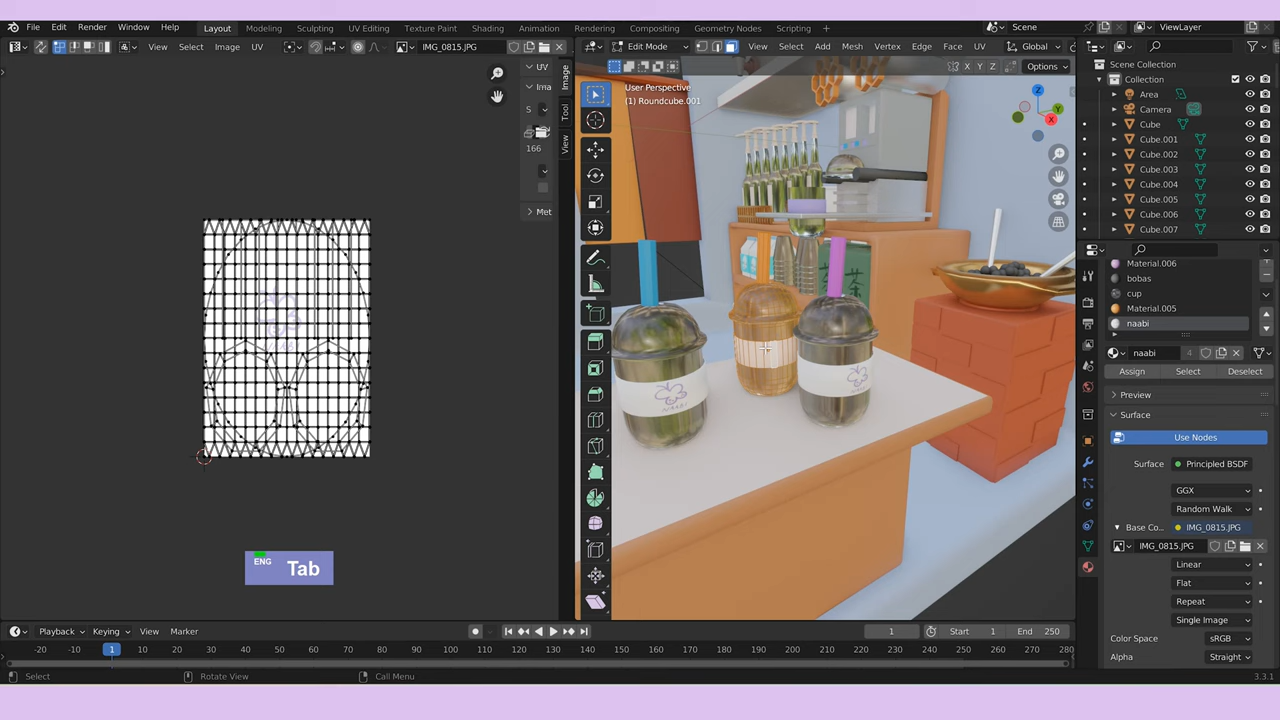 File Edit Render Window Help Layout Modeling Sculpting UV Editing Texture Paint Shading Animation Rendering Compositing Geometry Nodes Scripting + Scene ViewLayer
View Select Image UV IMG_0815.JPG Edit Mode View Select Add Mesh Vertex Edge Face UV Global
X Y Z Options
UV
Ima
S
166
Met
Image
Tool
View
User Perspective
(1) Roundcube.001
Z
Y
X
Scene Collection
Collection
Area
Camera
Cube
Cube.001
Cube.002
Cube.003
Cube.004
Cube.005
Cube.006
Cube.007
Material.006
bobas
cup
Material.005
naabi
naabi 4
Assign Select Deselect
Preview
Surface
Use Nodes
Surface Principled BSDF
GGX
Random Walk
Base Co... IMG_0815.JPG
IMG_0815.JPG
Linear
Flat
Repeat
Single Image
Color Space sRGB
Alpha Straight
NAABI
ENG Tab
Playback Keying View Marker 1 Start 1 End 250
-20 -10 1 10 20 30 40 50 60 70 80 90 100 110 120 130 140 150 160 170 180 190 200 210 220 230 240 250 260 270 280
Select Rotate View Call Menu 3.3.1